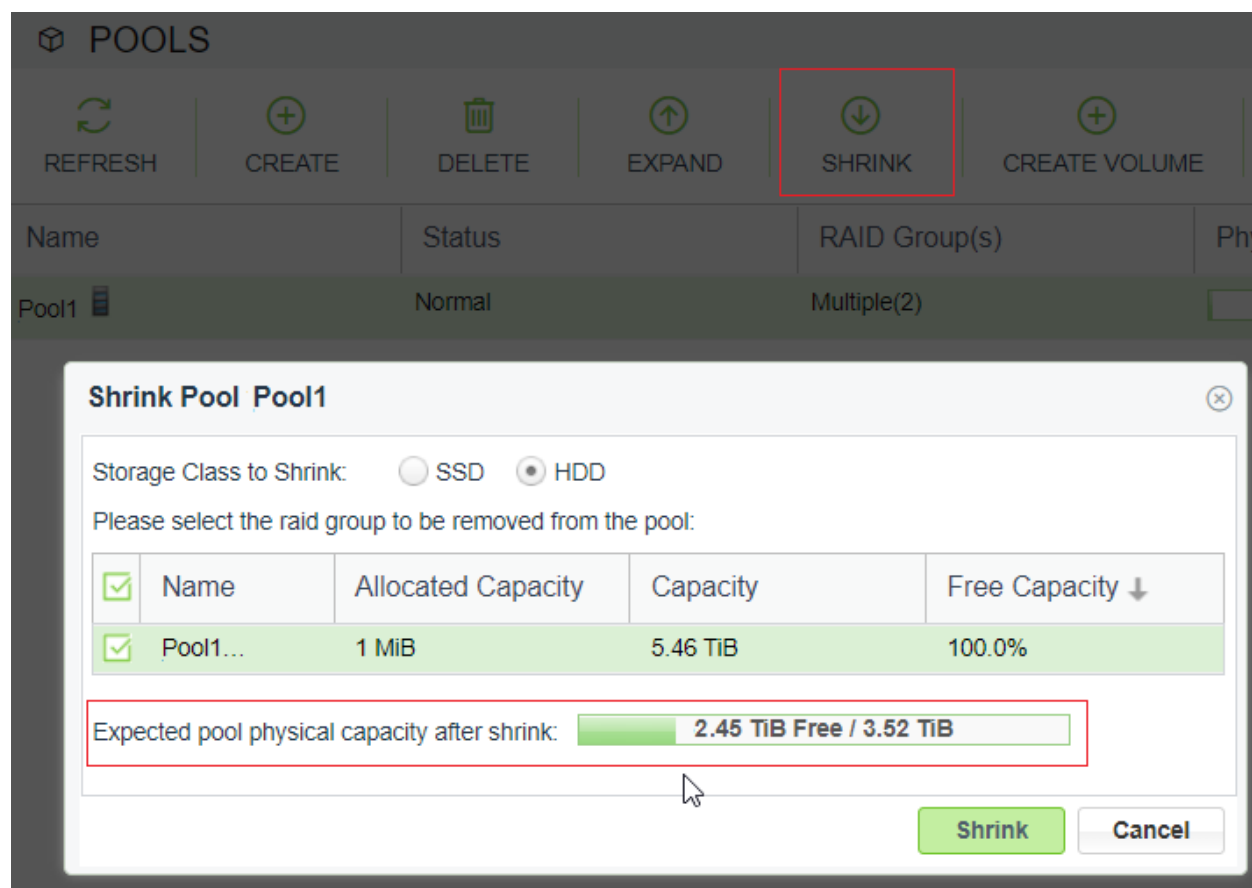 POOLS
REFRESH CREATE DELETE EXPAND SHRINK CREATE VOLUME
Name Status RAID Group(s)
Pool1 Normal Multiple(2)
Shrink Pool Pool1
Storage Class to Shrink: SSD HDD
Please select the raid group to be removed from the pool:
Name Allocated Capacity Capacity Free Capacity
Pool1... 1 MiB 5.46 TiB 100.0%
Expected pool physical capacity after shrink: 2.45 TiB Free / 3.52 TiB
Shrink Cancel